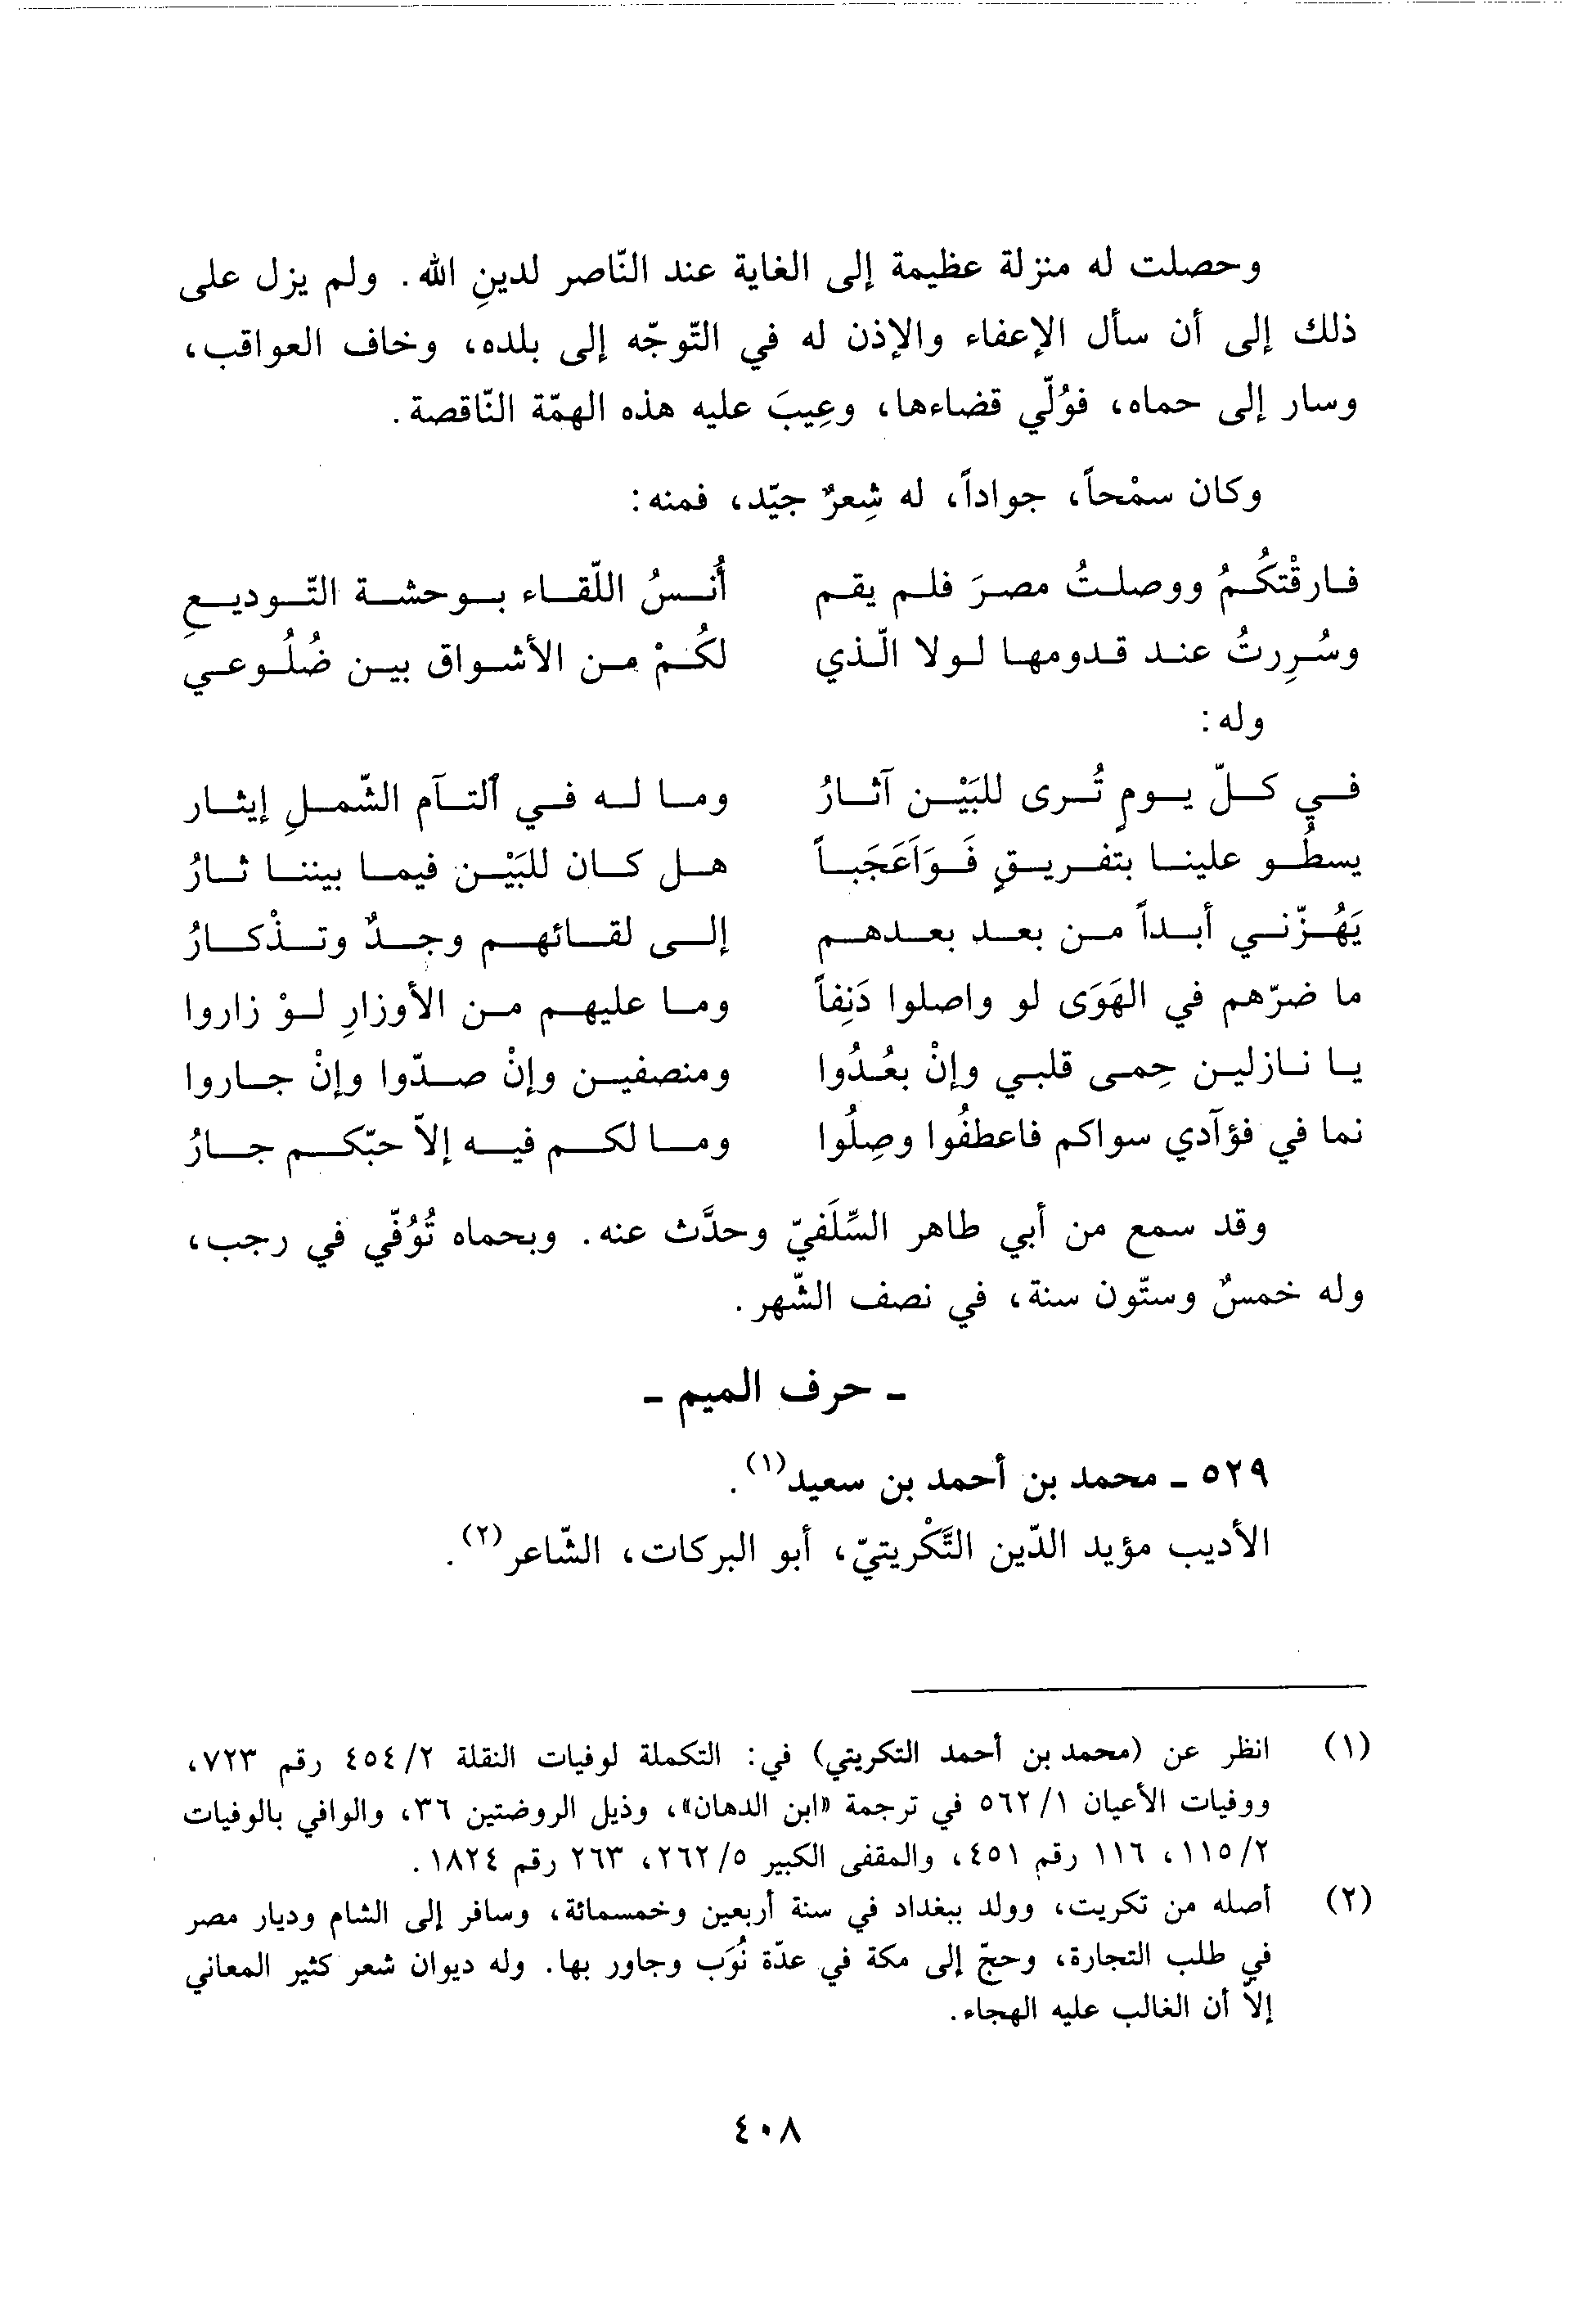 وحصلت له منزلة عظيمة إلى الغاية عند النّاصر لدينِ الله. ولم يزل على
ذلك إلى أن سأل الإعفاء والإذن له في التّوجّه إلى بلده، وخاف العواقب،
وسار إلى حماه، فوُلّي قضاءها، وعِيبَ عليه هذه الهمّة النّاقصة.
وكان سمْحاً، جواداً، له شِعرٌ جيّد، فمنه:
فارقْتكُمُ ووصلتُ مصرَ فلم يقم أُنسُ اللّقاء بوحشة التّوديعِ
وسُرِرتُ عند قدومها لولا الّذي لكُمْ من الأشواق بين ضُلُوعي
وله:
في كلّ يومٍ تُرى للبَيْن آثارُ وما له في ٱلتآم الشّملِ إيثار
يسطُو علينا بتفريقٍ فَوَاَعَجَباً هل كان للبَيْن فيما بيننا ثارُ
يَهُزّني أبداً من بعد بعدهم إلى لقائهم وجدٌ وتذْكارُ
ما ضرّهم في الهَوَى لو واصلوا دَنِفاً وما عليهم من الأوزارِ لوْ زاروا
يا نازلين حِمى قلبي وإنْ بعُدُوا ومنصفين وإنْ صدّوا وإنْ جاروا
نما في فؤآدي سواكم فاعطفُوا وصِلُوا وما لكم فيه إلاّ حبّكم جارُ
وقد سمع من أبي طاهر السِّلَفيّ وحدَّث عنه. وبحماه تُوُفّي في رجب،
وله خمسٌ وستّون سنة، في نصف الشّهر.
ـ حرف الميم ـ
٥٢٩ ـ محمد بن أحمد بن سعيد(١).
الأديب مؤيد الدّين التَّكْريتيّ، أبو البركات، الشّاعر(٢).
(١) انظر عن (محمد بن أحمد التكريتي) في: التكملة لوفيات النقلة ٢/٤٥٤ رقم ٧٢٣،
ووفيات الأعيان ١/٥٦٢ في ترجمة «ابن الدهان»، وذيل الروضتين ٣٦، والوافي بالوفيات
٢/١١٥، ١١٦ رقم ٤٥١، والمقفى الكبير ٥/٢٦٢، ٢٦٣ رقم ١٨٢٤.
(٢) أصله من تكريت، وولد ببغداد في سنة أربعين وخمسمائة، وسافر إلى الشام وديار مصر
في طلب التجارة، وحجّ إلى مكة في عدّة نُوَب وجاور بها. وله ديوان شعر كثير المعاني
إلاّ أن الغالب عليه الهجاء.
٤٠٨